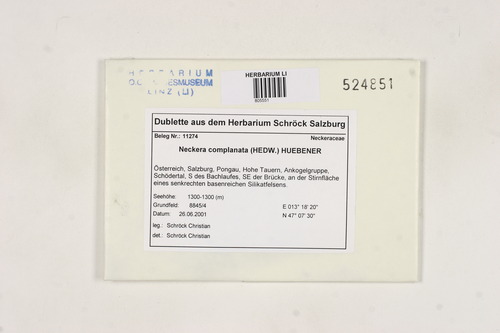 HERBARIUM
LINZ (LI)
HERBARIUM LI
524851
Dublette aus dem Herbarium Schröck Salzburg
Beleg Nr.: 11274 Neckeraceae
Neckera complanata (HEDW.) HUEBENER
Österreich, Salzburg, Pongau, Hohe Tauern, Ankogelgruppe,
Schödertal, S des Bachlaufes, SE der Brücke, an der Stirnfläche
eines senkrechten basenreichen Silikatfelsens.
Seehöhe: 1300-1300 (m)
Grundfeld: 8845/4 E 013° 18' 20"
Datum: 26.06.2001 N 47° 07' 30"
leg.: Schröck Christian
det.: Schröck Christian